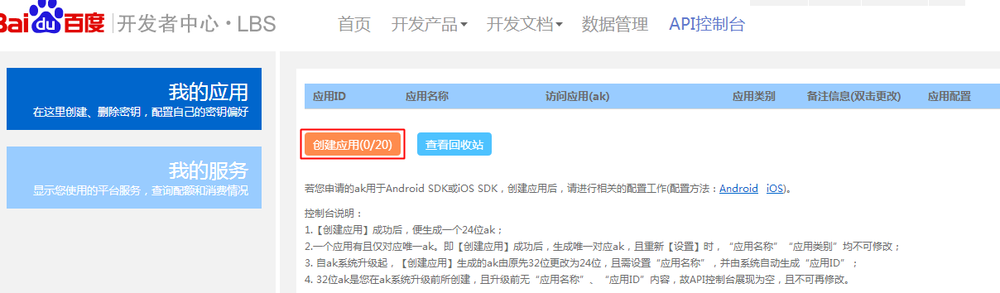 Bai du 百度 开发者中心·LBS 首页 开发产品 开发文档 数据管理 API控制台
我的应用
在这里创建、删除密钥，配置自己的密钥偏好
我的服务
显示您使用的平台服务，查询配额和消费情况
应用ID 应用名称 访问应用(ak) 应用类别 备注信息(双击更改) 应用配置
创建应用(0/20) 查看回收站
若您申请的ak用于Android SDK或iOS SDK，创建应用后，请进行相关的配置工作(配置方法：Android iOS)。
控制台说明：
1.【创建应用】成功后，便生成一个24位ak；
2.一个应用有且仅对应唯一ak。即【创建应用】成功后，生成唯一对应ak，且重新【设置】时，“应用名称”“应用类别”均不可修改；
3. 自ak系统升级起，【创建应用】生成的ak由原先32位更改为24位，且需设置“应用名称”，并由系统自动生成“应用ID”；
4. 32位ak是您在ak系统升级前所创建，且升级前无“应用名称”、“应用ID”内容，故API控制台展现为空，且不可再修改。